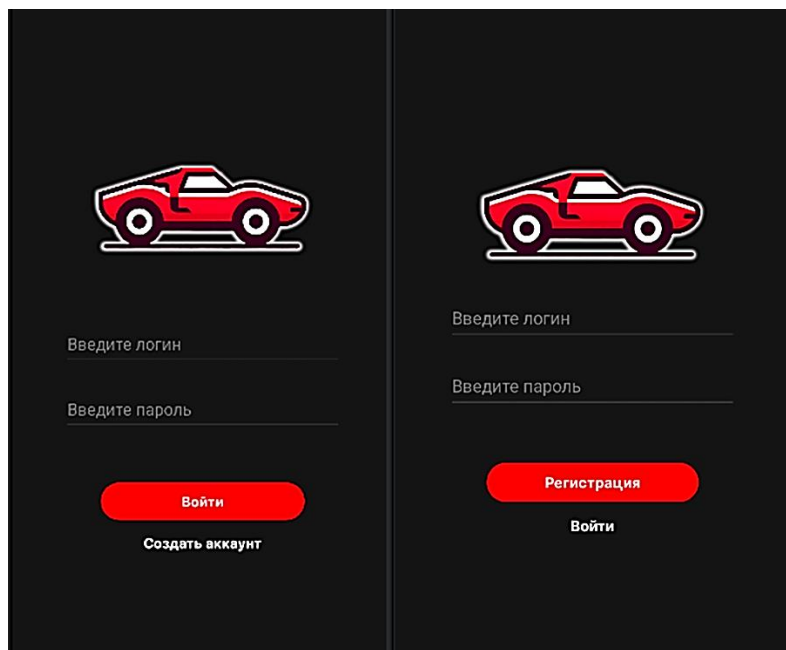 Введите логин
Введите пароль
Войти
Создать аккаунт
Введите логин
Введите пароль
Регистрация
Войти